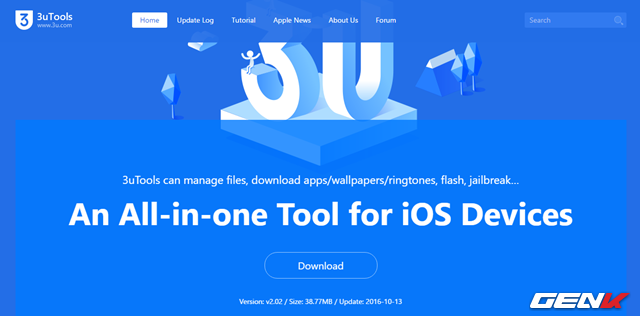 3uTools
www.3u.com
Home Update Log Tutorial Apple News About Us Forum Search
3U
3uTools can manage files, download apps/wallpapers/ringtones, flash, jailbreak...
An All-in-one Tool for iOS Devices
Download
Version: v2.02 / Size: 38.77MB / Update: 2016-10-13
GENK